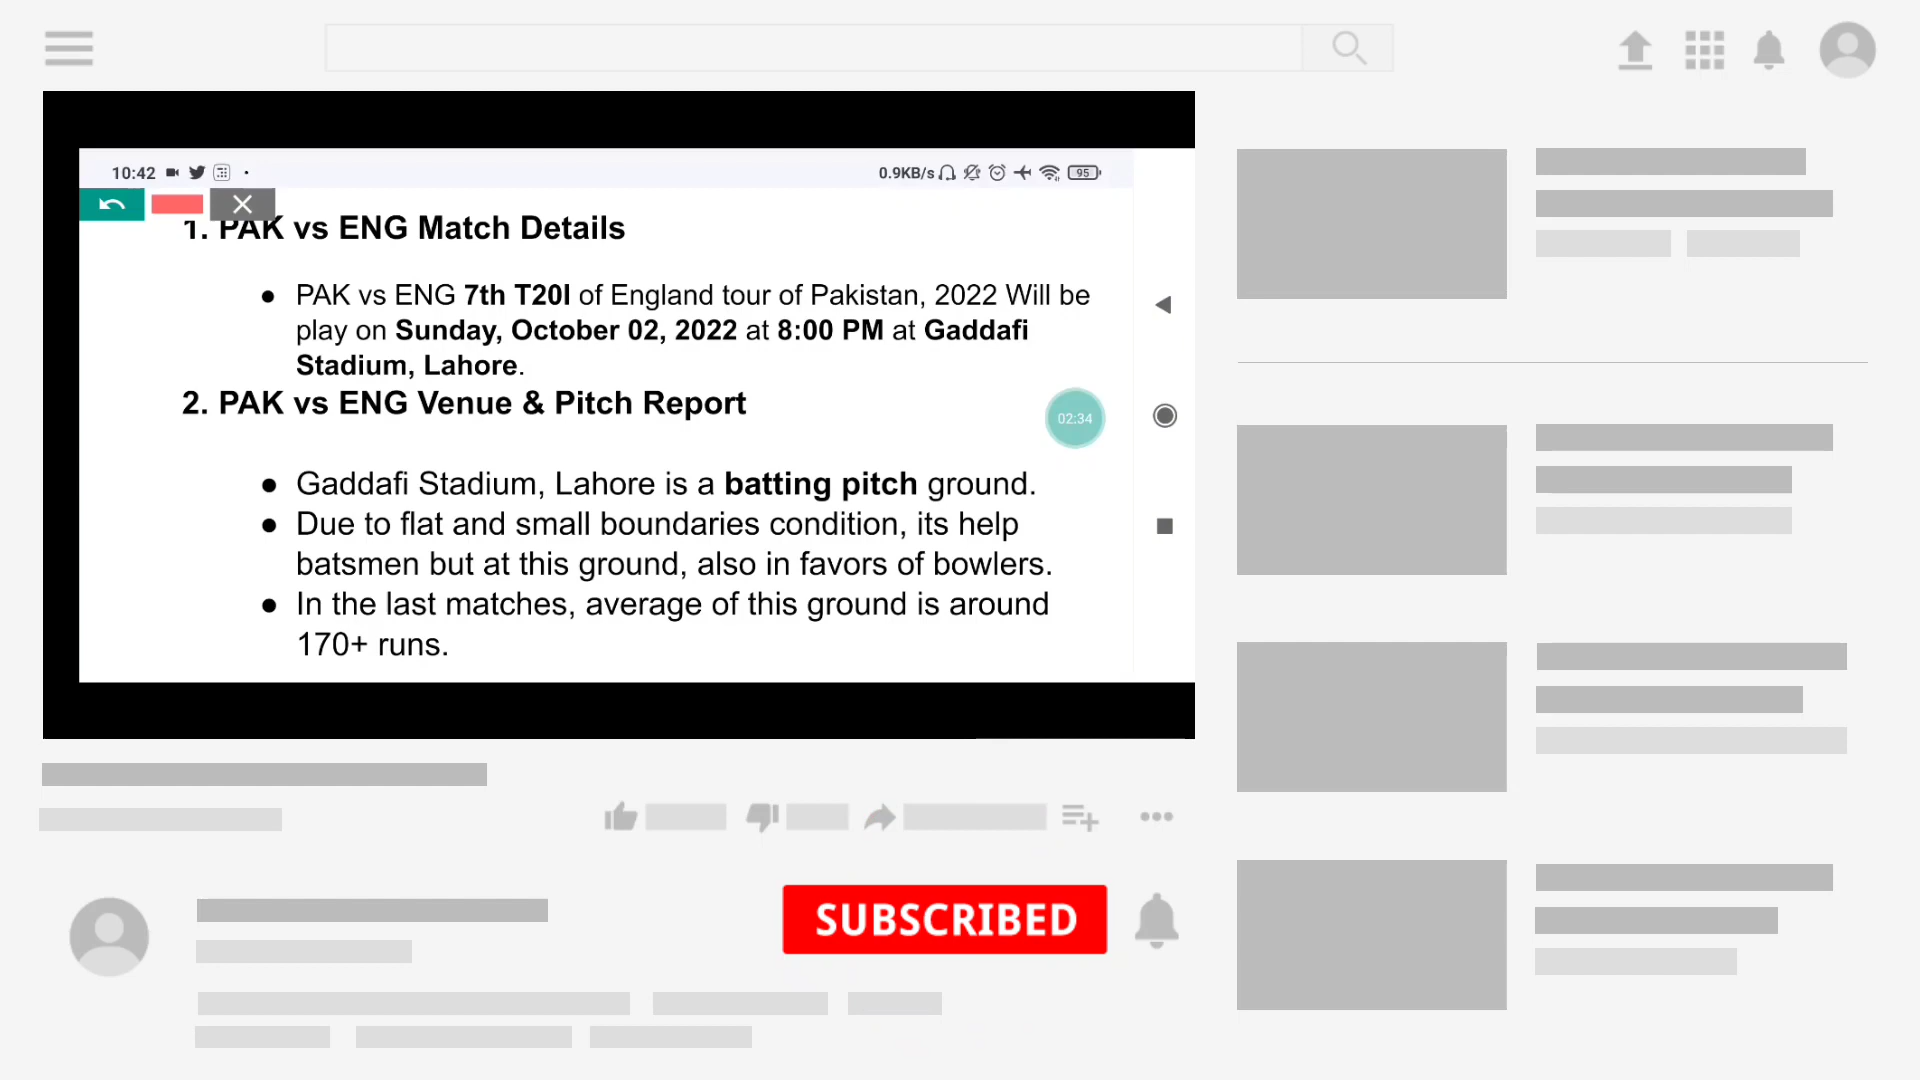 10:42
0.9KB/s
95
1. PAK vs ENG Match Details
● PAK vs ENG 7th T20I of England tour of Pakistan, 2022 Will be
play on Sunday, October 02, 2022 at 8:00 PM at Gaddafi
Stadium, Lahore.
2. PAK vs ENG Venue & Pitch Report
02:34
● Gaddafi Stadium, Lahore is a batting pitch ground.
● Due to flat and small boundaries condition, its help
batsmen but at this ground, also in favors of bowlers.
● In the last matches, average of this ground is around
170+ runs.
SUBSCRIBED